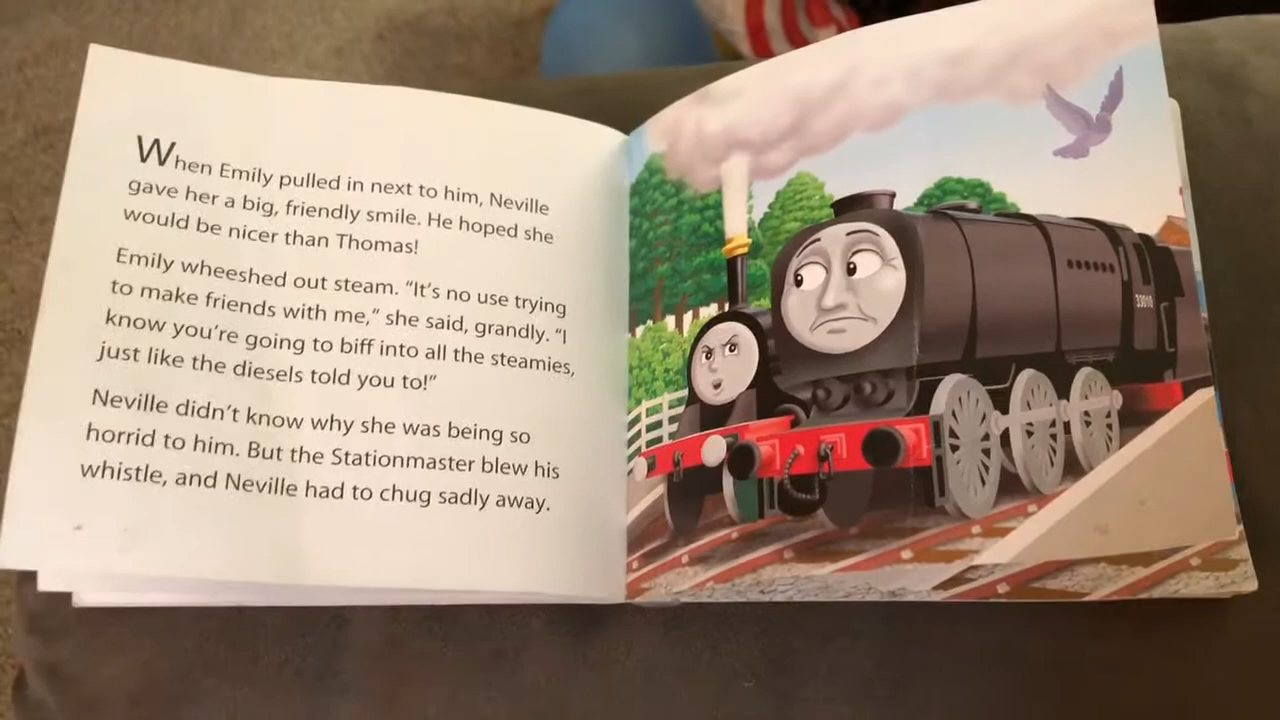 When Emily pulled in next to him, Neville
gave her a big, friendly smile. He hoped she
would be nicer than Thomas!
Emily wheeshed out steam. “It’s no use trying
to make friends with me,” she said, grandly. “I
know you’re going to biff into all the steamies,
just like the diesels told you to!”
Neville didn’t know why she was being so
horrid to him. But the Stationmaster blew his
whistle, and Neville had to chug sadly away.
33010